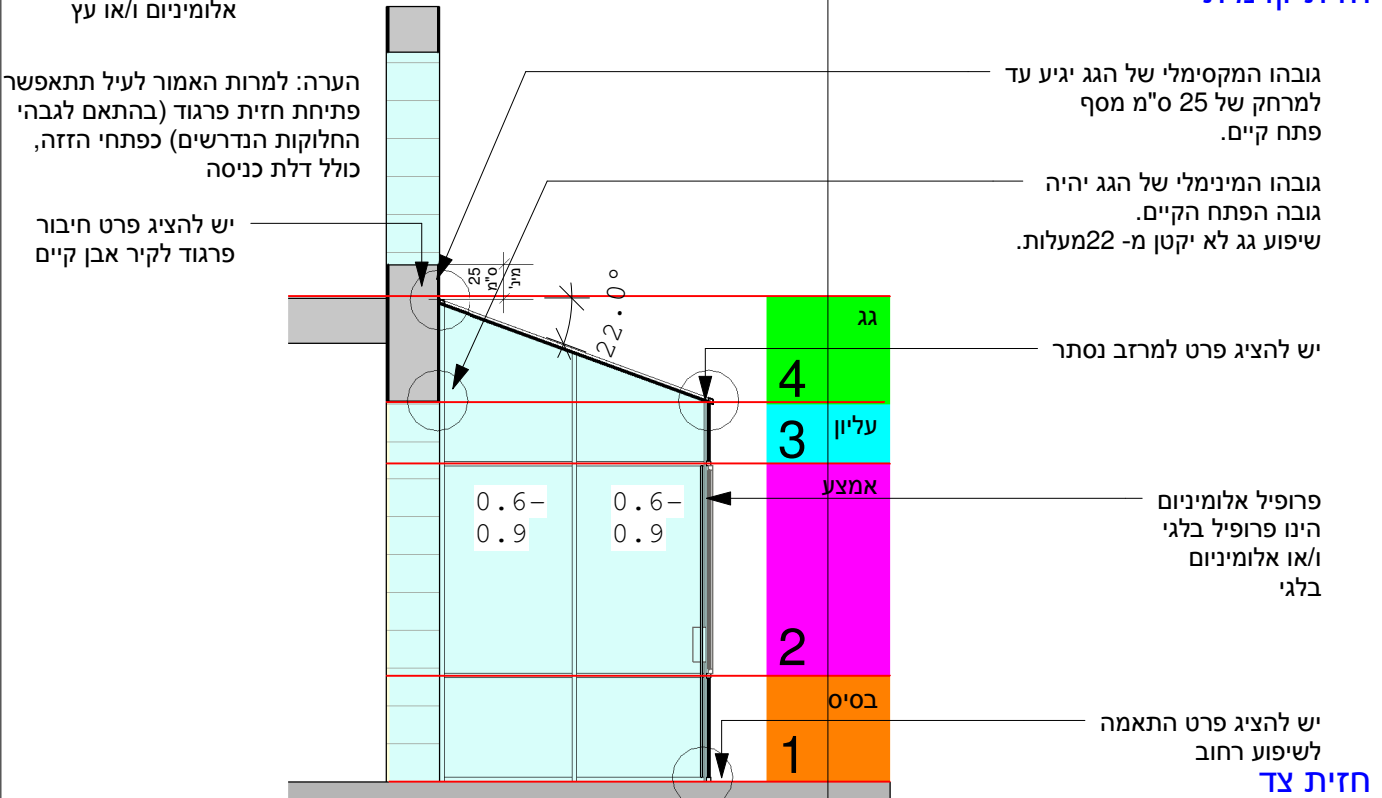 אלומיניום ו/או עץ
הערה: למרות האמור לעיל תתאפשר
פתיחת חזית פרגוד (בהתאם לגבהי
החלוקות הנדרשים) כפתחי הזזה,
כולל דלת כניסה
יש להציג פרט חיבור
פרגוד לקיר אבן קיים
גובהו המקסימלי של הגג יגיע עד
למרחק של 25 ס"מ מסף
פתח קיים.
גובהו המינימלי של הגג יהיה
גובה הפתח הקיים.
שיפוע גג לא יקטן מ- 22מעלות.
25
ס"מ
מינ'
22.0°
גג
4
יש להציג פרט למרזב נסתר
עליון
3
אמצע
2
0.6-
0.9
0.6-
0.9
פרופיל אלומיניום
הינו פרופיל בלגי
ו/או אלומיניום
בלגי
בסיס
1
יש להציג פרט התאמה
לשיפוע רחוב
חזית צד